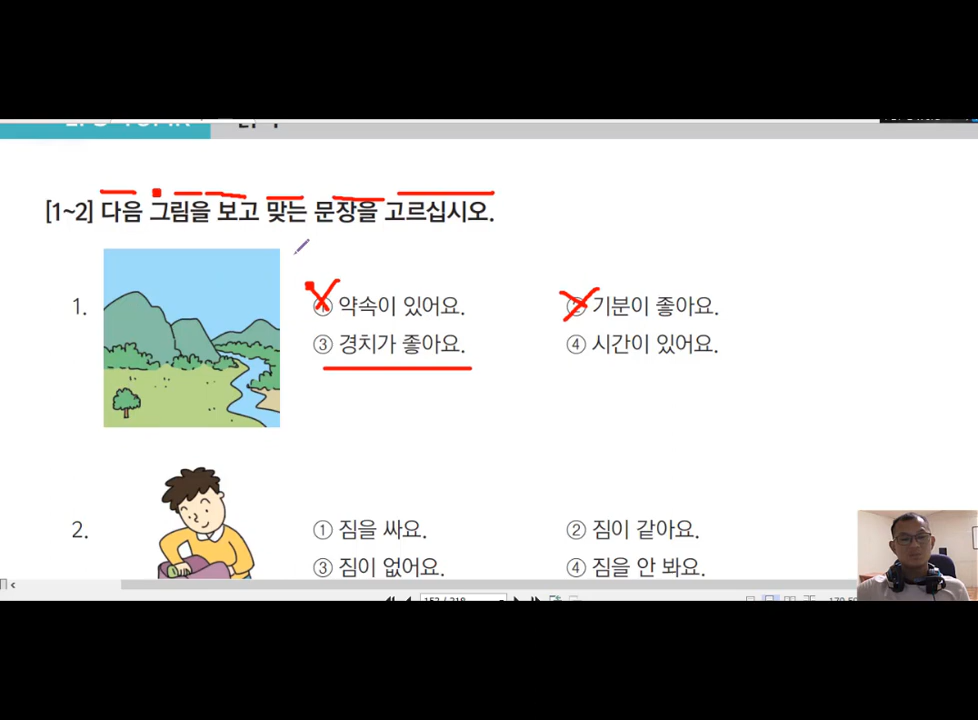 [1~2] 다음 그림을 보고 맞는 문장을 고르십시오.
1.
① 약속이 있어요.
② 기분이 좋아요.
③ 경치가 좋아요.
④ 시간이 있어요.
2.
① 짐을 싸요.
② 짐이 같아요.
③ 짐이 없어요.
④ 짐을 안 봐요.